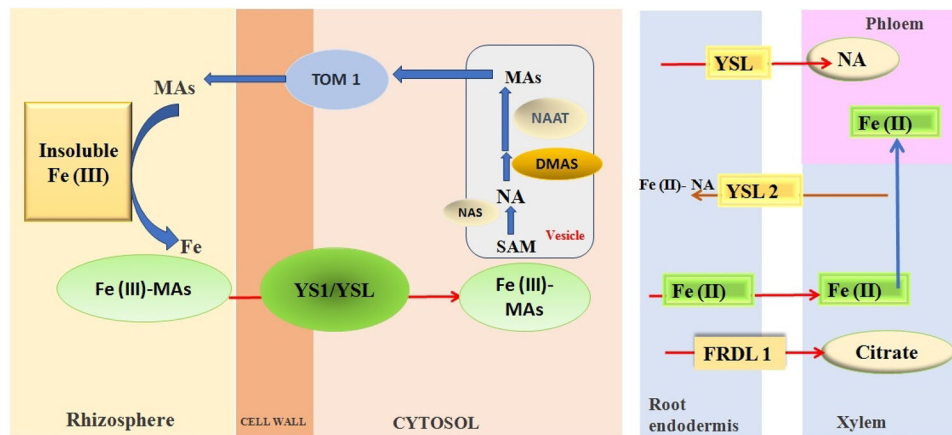 MAs
TOM 1
MAs
NAAT
Insoluble
Fe (III)
DMAS
NA
NAS
Vesicle
SAM
Fe
Fe (III)-MAs
YS1/YSL
Fe (III)-
MAs
Rhizosphere
CELL WALL
CYTOSOL
Phloem
YSL
NA
Fe (II)
Fe (II)- NA
YSL 2
Fe (II)
Fe (II)
FRDL 1
Citrate
Root
endodermis
Xylem